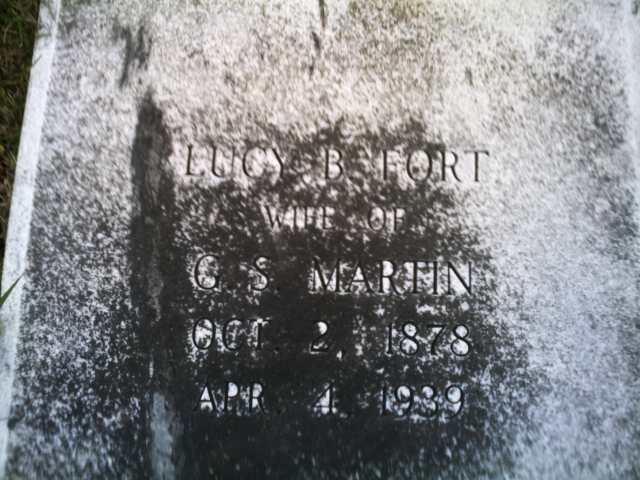 LUCY B FORT
WIFE OF
G. S. MARTIN
OCT. 2, 1878
APR. 4, 1939